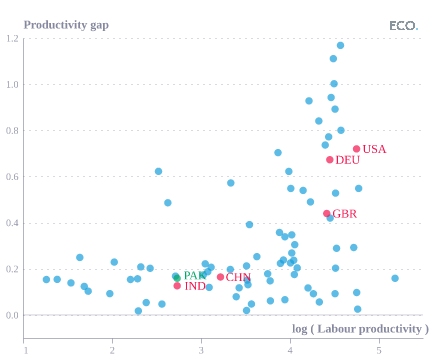 Productivity gap
ECO.
1.2
1.0
USA
0.8
DEU
0.6
GBR
0.4
0.2
PAK
CHN
IND
0.0
log ( Labour productivity )
1
2
3
4
5